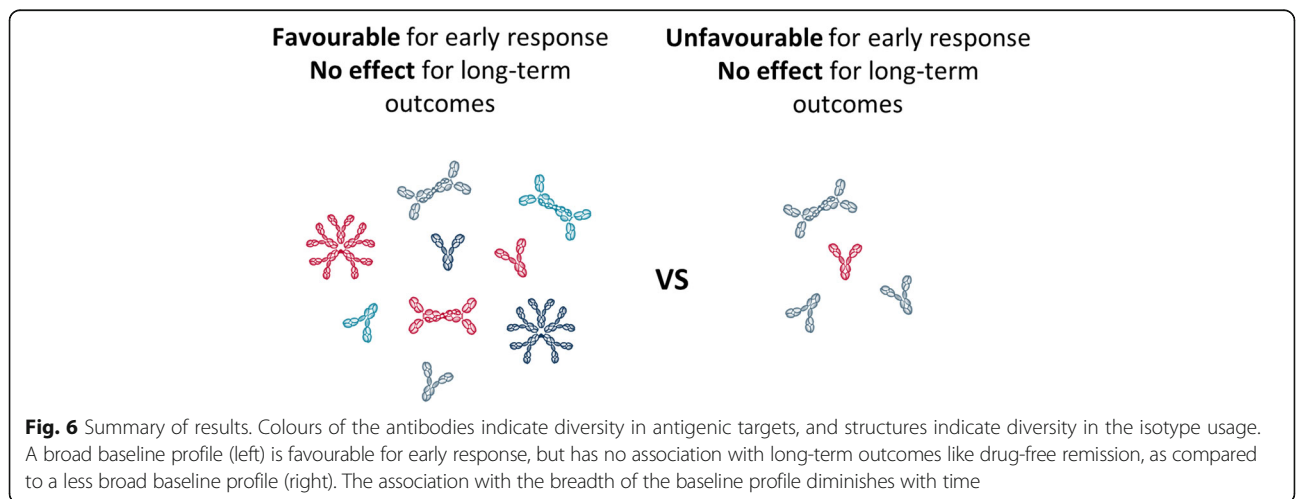 Favourable for early response
No effect for long-term
outcomes
Unfavourable for early response
No effect for long-term
outcomes
VS
Fig. 6 Summary of results. Colours of the antibodies indicate diversity in antigenic targets, and structures indicate diversity in the isotype usage.
A broad baseline profile (left) is favourable for early response, but has no association with long-term outcomes like drug-free remission, as compared
to a less broad baseline profile (right). The association with the breadth of the baseline profile diminishes with time